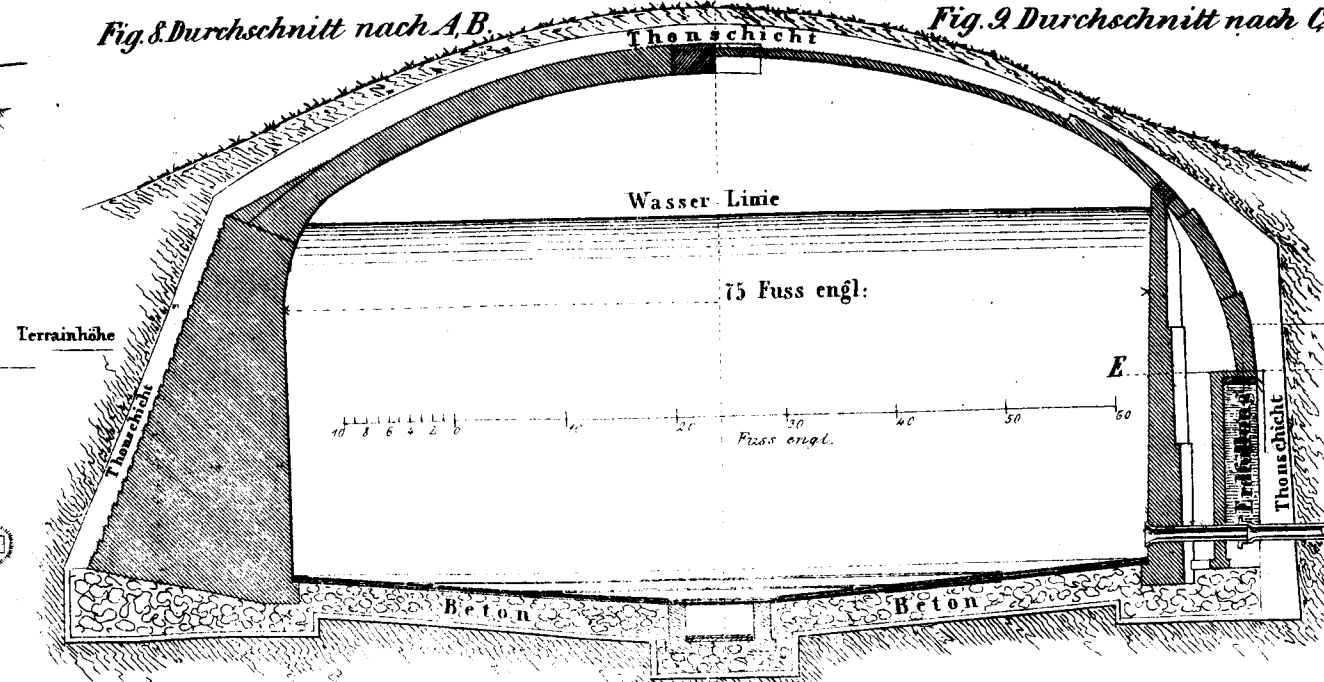 Fig. 8. Durchschnitt nach A, B.
Fig. 9. Durchschnitt nach C,
Thonschicht
Wasser Linie
75 Fuss engl:
Terrainhöhe
E
10 8 6 4 2 0 10 20 30 40 50 60
Fuss engl.
Thonschicht
Erdfüllung
Thonschicht
Beton
Beton